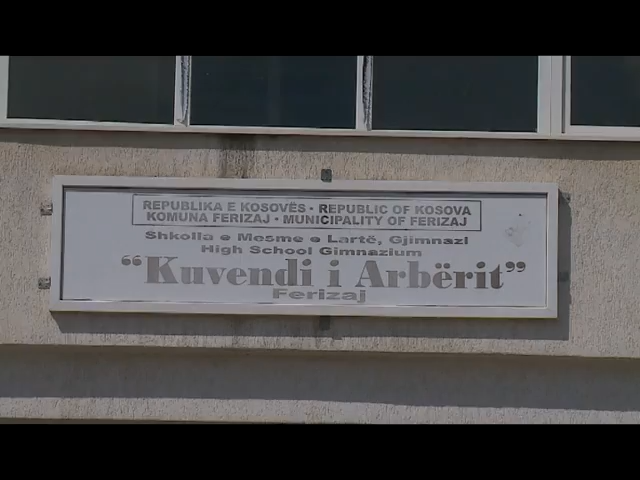 REPUBLIKA E KOSOVËS · REPUBLIC OF KOSOVA
KOMUNA FERIZAJ · MUNICIPALITY OF FERIZAJ
Shkolla e Mesme e Lartë, Gjimnazi
High School Gimnazium
“Kuvendi i Arbërit”
Ferizaj